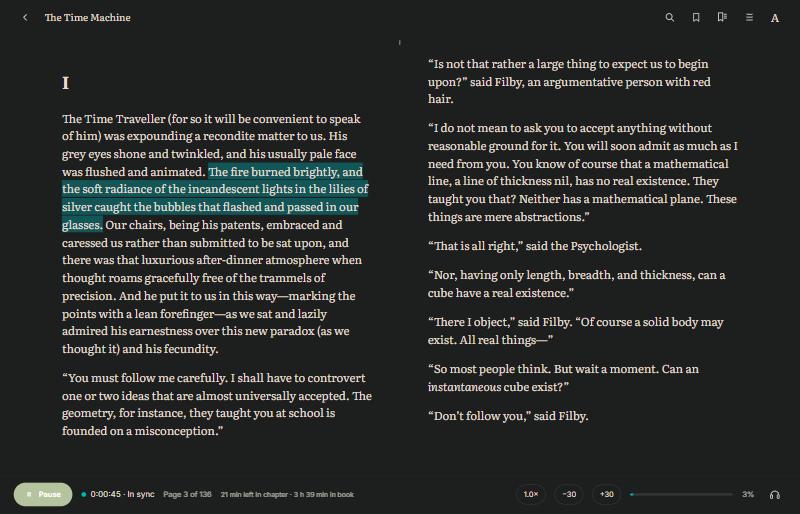 The Time Machine
A
I
The Time Traveller (for so it will be convenient to speak
of him) was expounding a recondite matter to us. His
grey eyes shone and twinkled, and his usually pale face
was flushed and animated. The fire burned brightly, and
the soft radiance of the incandescent lights in the lilies of
silver caught the bubbles that flashed and passed in our
glasses. Our chairs, being his patents, embraced and
caressed us rather than submitted to be sat upon, and
there was that luxurious after-dinner atmosphere when
thought roams gracefully free of the trammels of
precision. And he put it to us in this way—marking the
points with a lean forefinger—as we sat and lazily
admired his earnestness over this new paradox (as we
thought it) and his fecundity.
“You must follow me carefully. I shall have to controvert
one or two ideas that are almost universally accepted. The
geometry, for instance, they taught you at school is
founded on a misconception.”
“Is not that rather a large thing to expect us to begin
upon?” said Filby, an argumentative person with red
hair.
“I do not mean to ask you to accept anything without
reasonable ground for it. You will soon admit as much as I
need from you. You know of course that a mathematical
line, a line of thickness nil, has no real existence. They
taught you that? Neither has a mathematical plane. These
things are mere abstractions.”
“That is all right,” said the Psychologist.
“Nor, having only length, breadth, and thickness, can a
cube have a real existence.”
“There I object,” said Filby. “Of course a solid body may
exist. All real things—”
“So most people think. But wait a moment. Can an
instantaneous cube exist?”
“Don’t follow you,” said Filby.
Pause
0:00:45 · In sync
Page 3 of 136
21 min left in chapter · 3 h 39 min in book
1.0×
−30
+30
3%